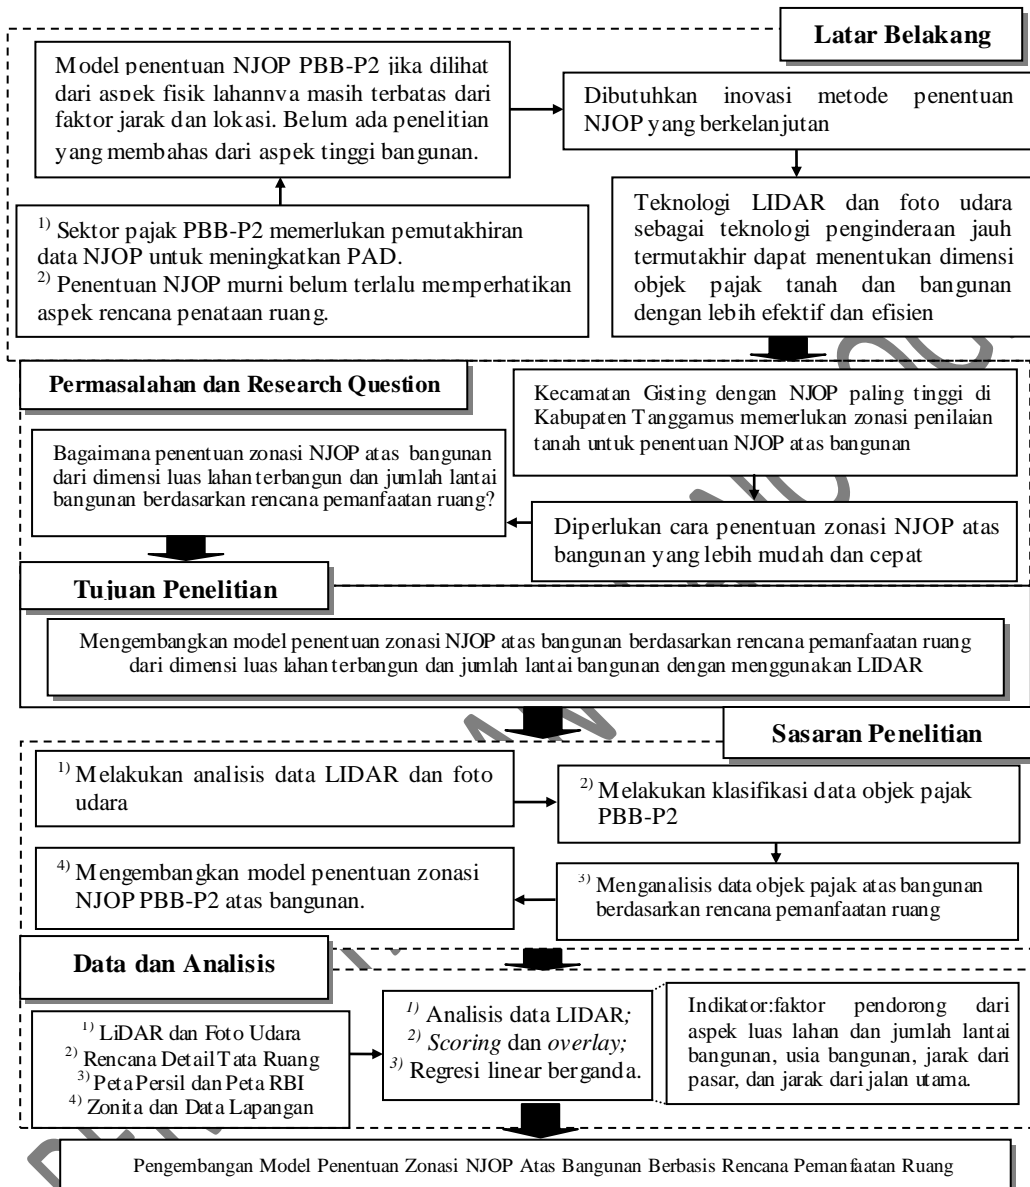 Latar Belakang
Model penentuan NJOP PBB-P2 jika dilihat
dari aspek fisik lahannya masih terbatas dari
faktor jarak dan lokasi. Belum ada penelitian
yang membahas dari aspek tinggi bangunan.
Dibutuhkan inovasi metode penentuan
NJOP yang berkelanjutan
1) Sektor pajak PBB-P2 memerlukan pemutakhiran
data NJOP untuk meningkatkan PAD.
2) Penentuan NJOP murni belum terlalu memperhatikan
aspek rencana penataan ruang.
Teknologi LIDAR dan foto udara
sebagai teknologi penginderaan jauh
termutakhir dapat menentukan dimensi
objek pajak tanah dan bangunan
dengan lebih efektif dan efisien
Permasalahan dan Research Question
Kecamatan Gisting dengan NJOP paling tinggi di
Kabupaten Tanggamus memerlukan zonasi penilaian
tanah untuk penentuan NJOP atas bangunan
Diperlukan cara penentuan zonasi NJOP atas
bangunan yang lebih mudah dan cepat
Bagaimana penentuan zonasi NJOP atas bangunan
dari dimensi luas lahan terbangun dan jumlah lantai
bangunan berdasarkan rencana pemanfaatan ruang?
Tujuan Penelitian
Mengembangkan model penentuan zonasi NJOP atas bangunan berdasarkan rencana pemanfaatan ruang
dari dimensi luas lahan terbangun dan jumlah lantai bangunan dengan menggunakan LIDAR
Sasaran Penelitian
1) Melakukan analisis data LIDAR dan foto
udara
2) Melakukan klasifikasi data objek pajak
PBB-P2
3) Menganalisis data objek pajak atas bangunan
berdasarkan rencana pemanfaatan ruang
4) Mengembangkan model penentuan zonasi
NJOP PBB-P2 atas bangunan.
Data dan Analisis
1) LiDAR dan Foto Udara
2) Rencana Detail Tata Ruang
3) Peta Persil dan Peta RBI
4) Zonita dan Data Lapangan
1) Analisis data LIDAR;
2) Scoring dan overlay;
3) Regresi linear berganda.
Indikator:faktor pendorong dari
aspek luas lahan dan jumlah lantai
bangunan, usia bangunan, jarak dari
pasar, dan jarak dari jalan utama.
Pengembangan Model Penentuan Zonasi NJOP Atas Bangunan Berbasis Rencana Pemanfaatan Ruang